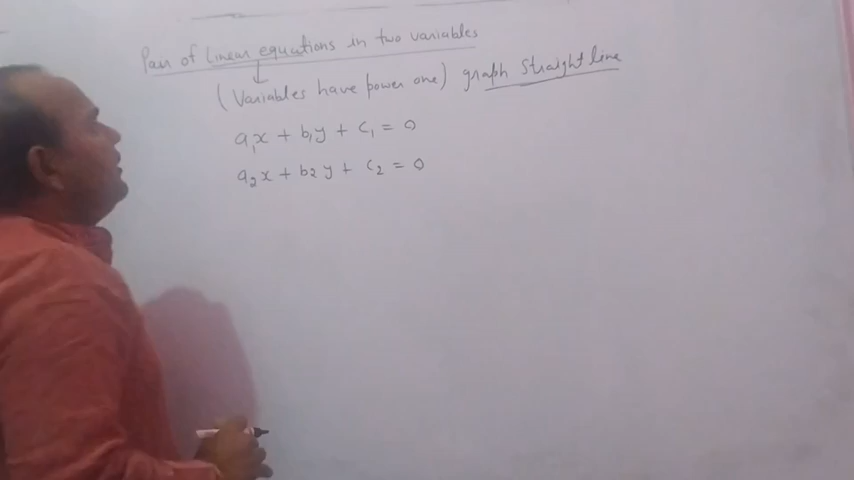 Pair of Linear equations in two variables
(Variables have power one) graph straight line
a₁x + b₁y + c₁ = 0
a₂x + b₂y + c₂ = 0